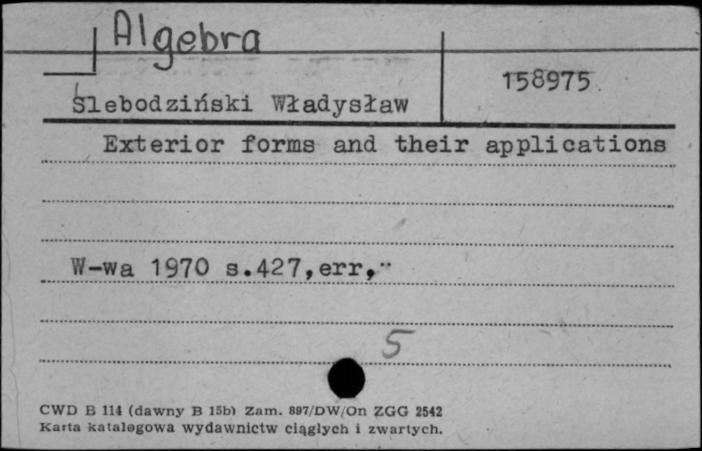 Algebra
158975
Ślebodziński Władysław
Exterior forms and their applications
W-wa 1970 s.427,err,
5
CWD B 114 (dawny B 15b) Zam. 897/DW/On ZGG 2542
Karta katalogowa wydawnictw ciągłych i zwartych.